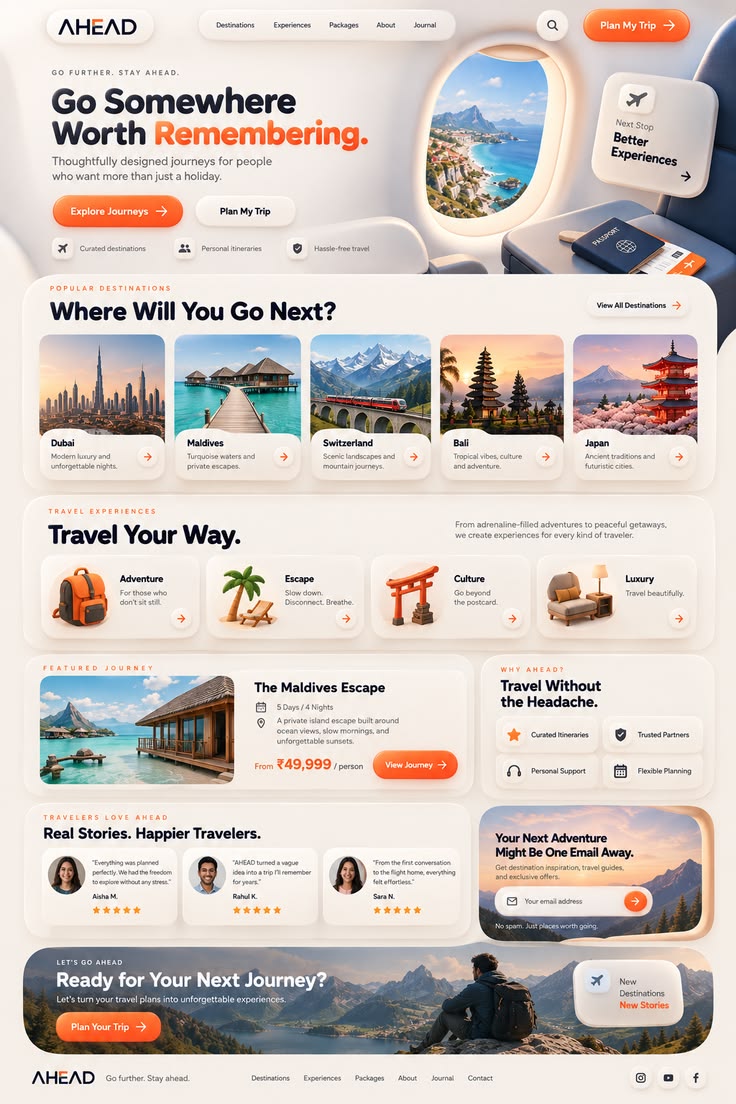 AHEAD
Destinations
Experiences
Packages
About
Journal
Plan My Trip
GO FURTHER. STAY AHEAD.
Go Somewhere
Worth Remembering.
Thoughtfully designed journeys for people
who want more than just a holiday.
Explore Journeys
Plan My Trip
Curated destinations
Personal itineraries
Hassle-free travel
Next Stop
Better
Experiences
PASSPORT
POPULAR DESTINATIONS
Where Will You Go Next?
View All Destinations
Dubai
Modern luxury and
unforgettable nights.
Maldives
Turquoise waters and
private escapes.
Switzerland
Scenic landscapes and
mountain journeys.
Bali
Tropical vibes, culture
and adventure.
Japan
Ancient traditions and
futuristic cities.
TRAVEL EXPERIENCES
Travel Your Way.
From adrenaline-filled adventures to peaceful getaways,
we create experiences for every kind of traveler.
Adventure
For those who
don't sit still.
Escape
Slow down.
Disconnect. Breathe.
Culture
Go beyond
the postcard.
Luxury
Travel beautifully.
FEATURED JOURNEY
The Maldives Escape
5 Days / 4 Nights
A private island escape built around
ocean views, slow mornings, and
unforgettable sunsets.
From ₹49,999 / person
View Journey
WHY AHEAD?
Travel Without
the Headache.
Curated Itineraries
Trusted Partners
Personal Support
Flexible Planning
TRAVELERS LOVE AHEAD
Real Stories. Happier Travelers.
"Everything was planned
perfectly. We had the freedom
to explore without any stress."
Aisha M.
"AHEAD turned a vague
idea into a trip I'll remember
for years."
Rahul K.
"From the first conversation
to the flight home, everything
felt effortless."
Sara N.
Your Next Adventure
Might Be One Email Away.
Get destination inspiration, travel guides,
and exclusive offers.
Your email address
No spam. Just places worth going.
LET'S GO AHEAD
Ready for Your Next Journey?
Let's turn your travel plans into unforgettable experiences.
Plan Your Trip
New
Destinations
New Stories
AHEAD
Go further. Stay ahead.
Destinations
Experiences
Packages
About
Journal
Contact